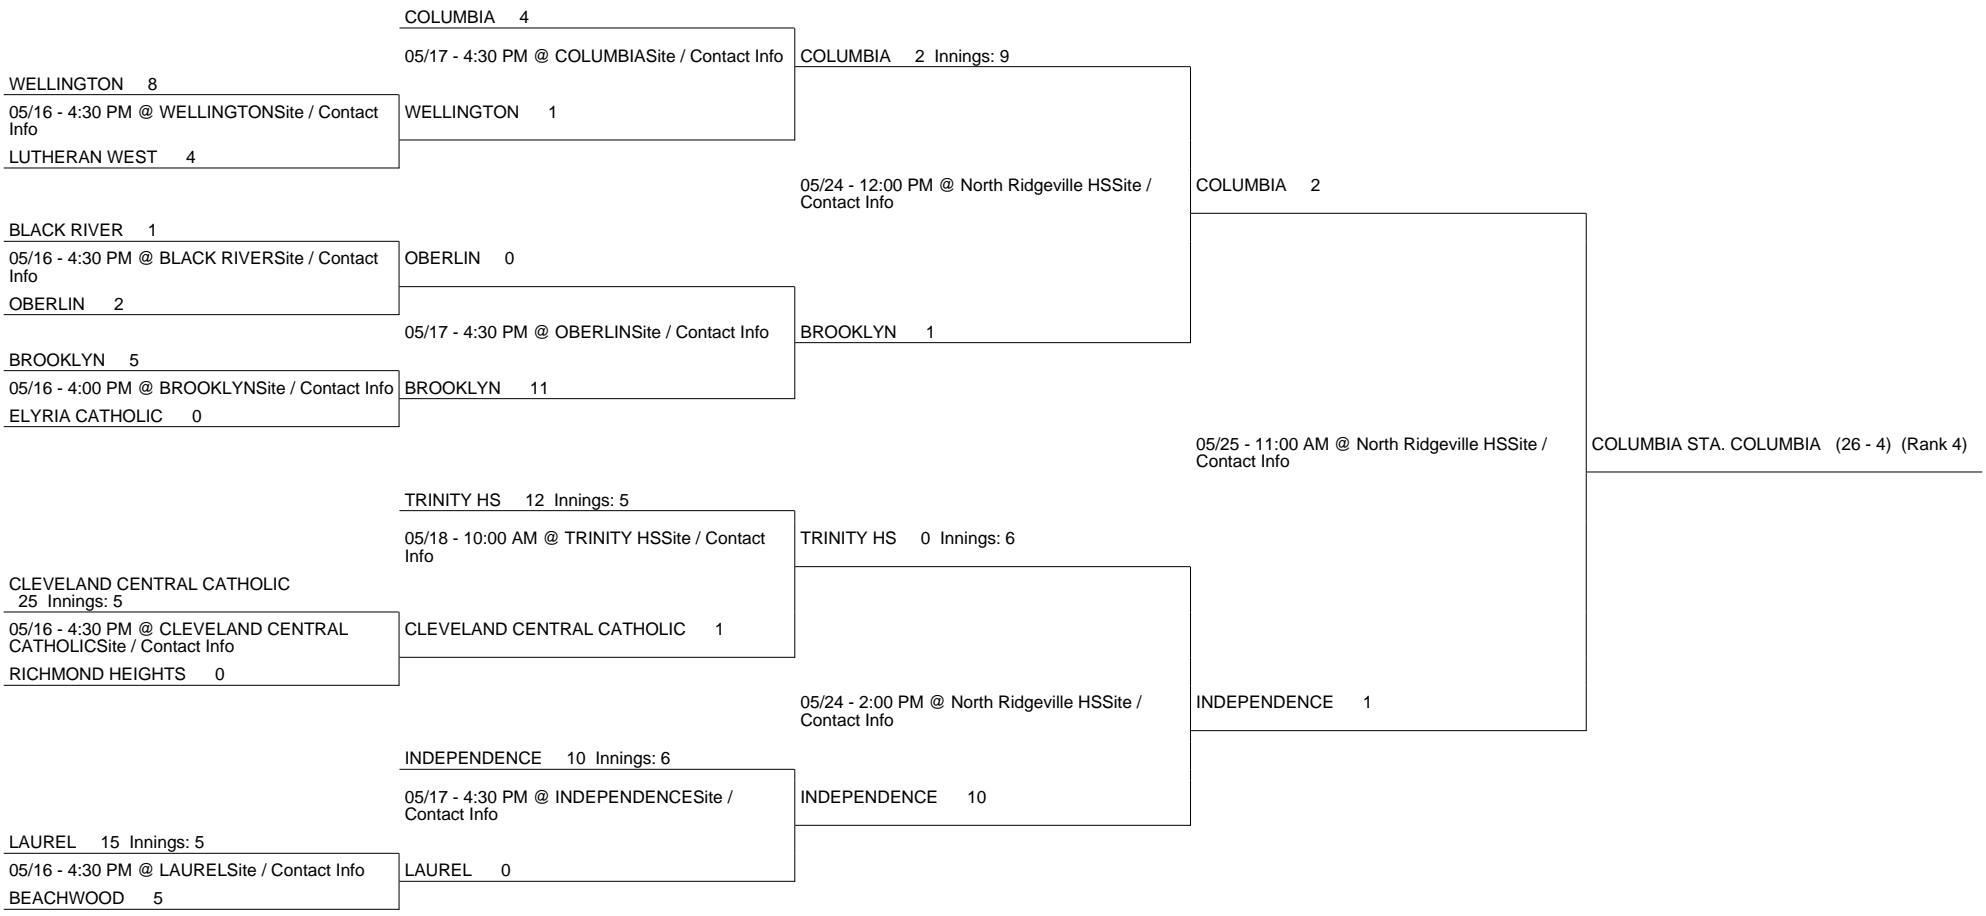 COLUMBIA 4
05/17 - 4:30 PM @ COLUMBIASite / Contact Info
COLUMBIA 2 Innings: 9
WELLINGTON 8
05/16 - 4:30 PM @ WELLINGTONSite / Contact
Info
WELLINGTON 1
LUTHERAN WEST 4
05/24 - 12:00 PM @ North Ridgeville HSSite /
Contact Info
COLUMBIA 2
BLACK RIVER 1
05/16 - 4:30 PM @ BLACK RIVERSite / Contact
Info
OBERLIN 0
OBERLIN 2
05/17 - 4:30 PM @ OBERLINSite / Contact Info
BROOKLYN 1
BROOKLYN 5
05/16 - 4:00 PM @ BROOKLYNSite / Contact Info
BROOKLYN 11
ELYRIA CATHOLIC 0
05/25 - 11:00 AM @ North Ridgeville HSSite /
Contact Info
COLUMBIA STA. COLUMBIA (26 - 4) (Rank 4)
TRINITY HS 12 Innings: 5
05/18 - 10:00 AM @ TRINITY HSSite / Contact
Info
TRINITY HS 0 Innings: 6
CLEVELAND CENTRAL CATHOLIC
25 Innings: 5
05/16 - 4:30 PM @ CLEVELAND CENTRAL
CATHOLICSite / Contact Info
CLEVELAND CENTRAL CATHOLIC 1
RICHMOND HEIGHTS 0
05/24 - 2:00 PM @ North Ridgeville HSSite /
Contact Info
INDEPENDENCE 1
INDEPENDENCE 10 Innings: 6
05/17 - 4:30 PM @ INDEPENDENCESite /
Contact Info
INDEPENDENCE 10
LAUREL 15 Innings: 5
05/16 - 4:30 PM @ LAURELSite / Contact Info
LAUREL 0
BEACHWOOD 5